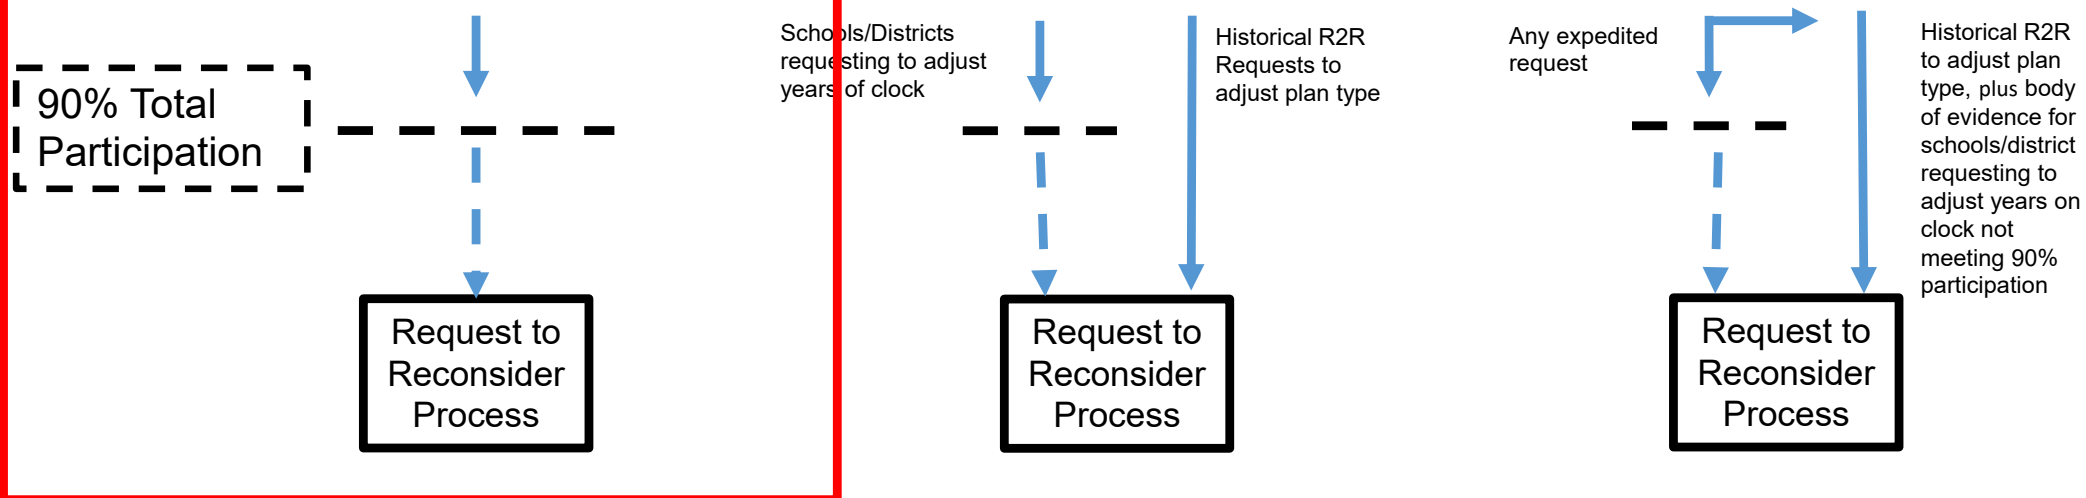 90% Total
Participation
Request to
Reconsider
Process
Schools/Districts
requesting to adjust
years of clock
Historical R2R
Requests to
adjust plan type
Request to
Reconsider
Process
Any expedited
request
Historical R2R
to adjust plan
type, plus body
of evidence for
schools/district
requesting to
adjust years on
clock not
meeting 90%
participation
Request to
Reconsider
Process